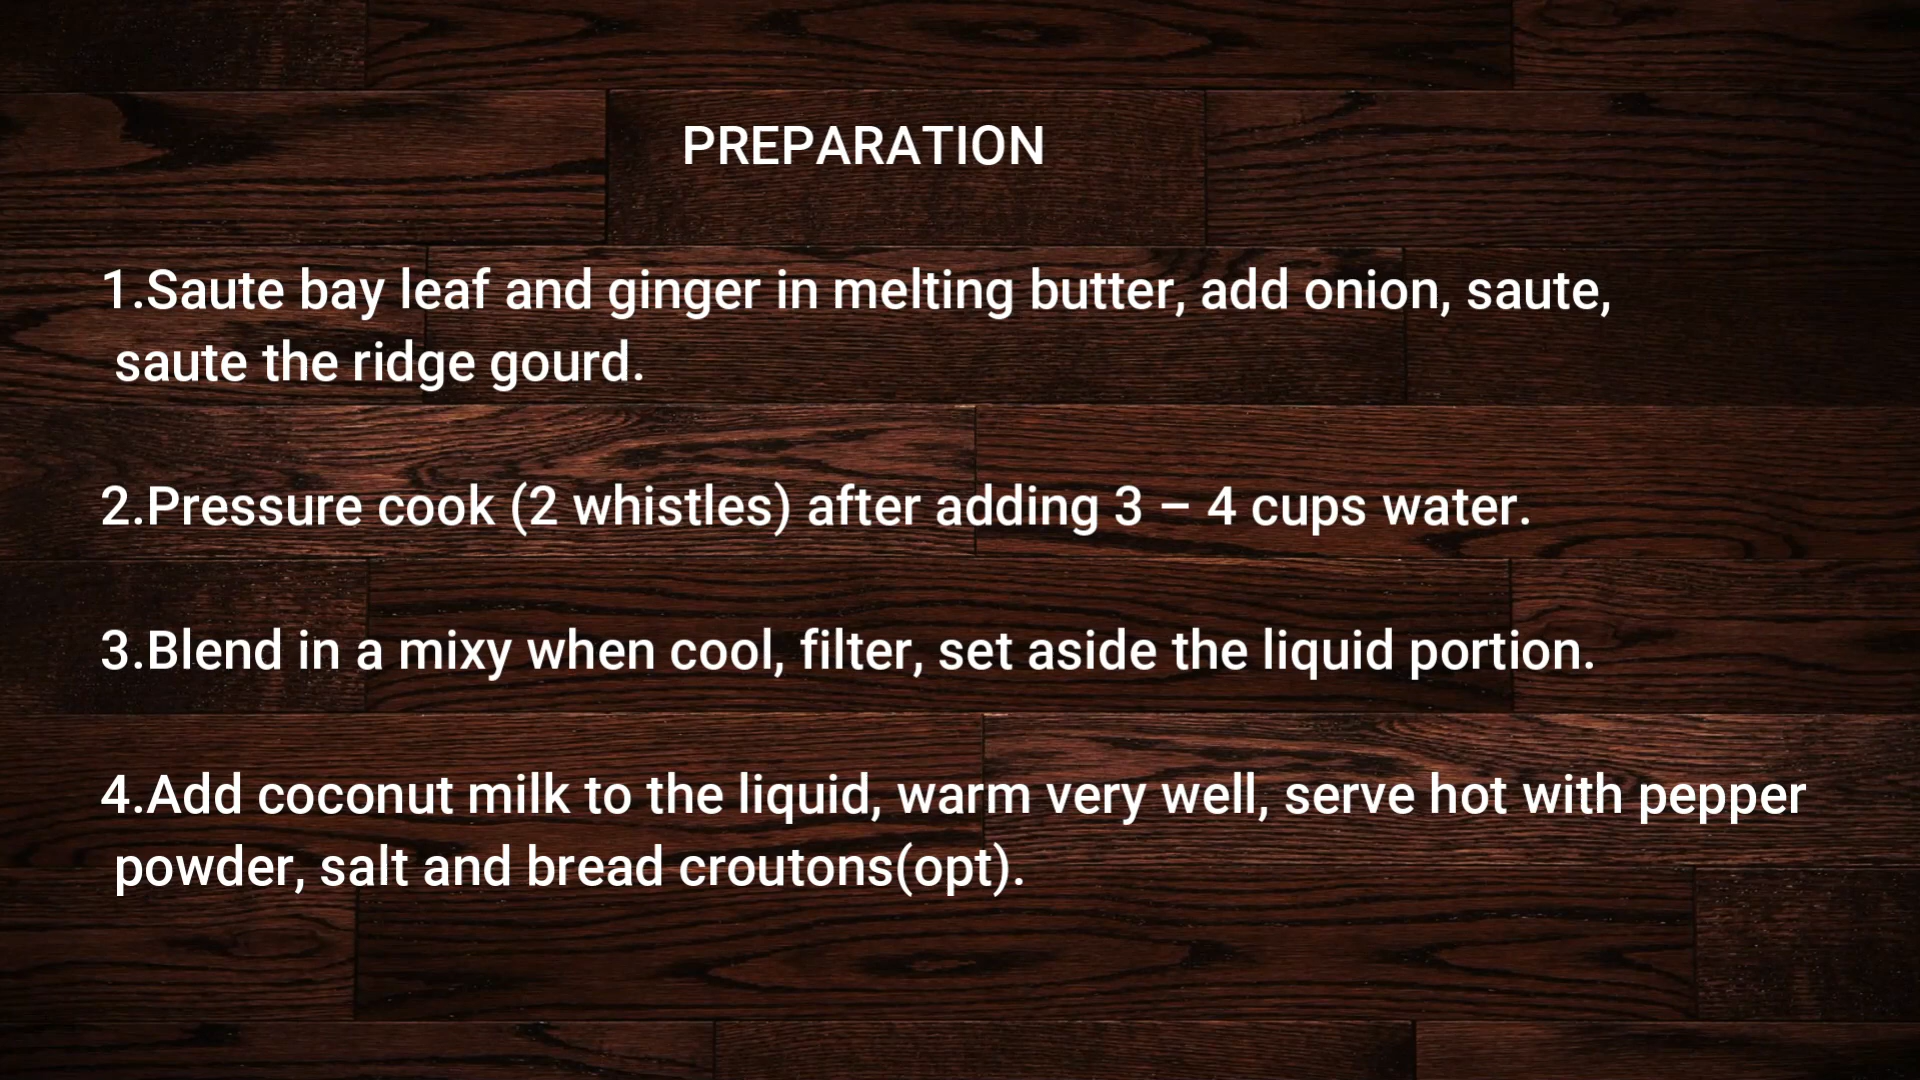 PREPARATION
1.Saute bay leaf and ginger in melting butter, add onion, saute,
saute the ridge gourd.
2.Pressure cook (2 whistles) after adding 3 – 4 cups water.
3.Blend in a mixy when cool, filter, set aside the liquid portion.
4.Add coconut milk to the liquid, warm very well, serve hot with pepper
powder, salt and bread croutons(opt).